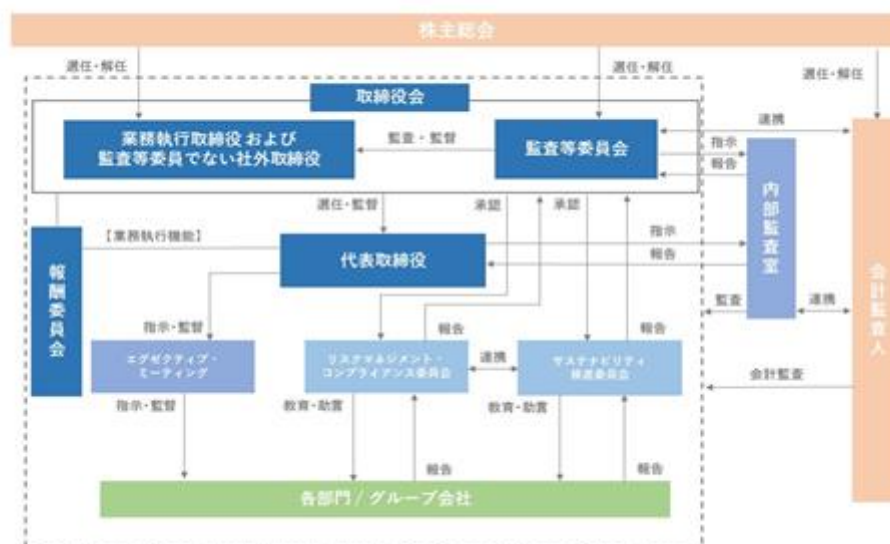 株主総会
選任・解任
選任・解任
選任・解任
取締役会
業務執行取締役 および
監査等委員でない社外取締役
監査・監督
監査等委員会
連携
指示
報告
内部監査室
会計監査人
選任・監督
承認
承認
【業務執行機能】
報酬委員会
代表取締役
指示
報告
監査
連携
指示・監督
報告
報告
エグゼクティブ・
ミーティング
リスクマネジメント・
コンプライアンス委員会
連携
サステナビリティ
推進委員会
会計監査
指示・監督
教育・助言
教育・助言
報告
報告
各部門 / グループ会社